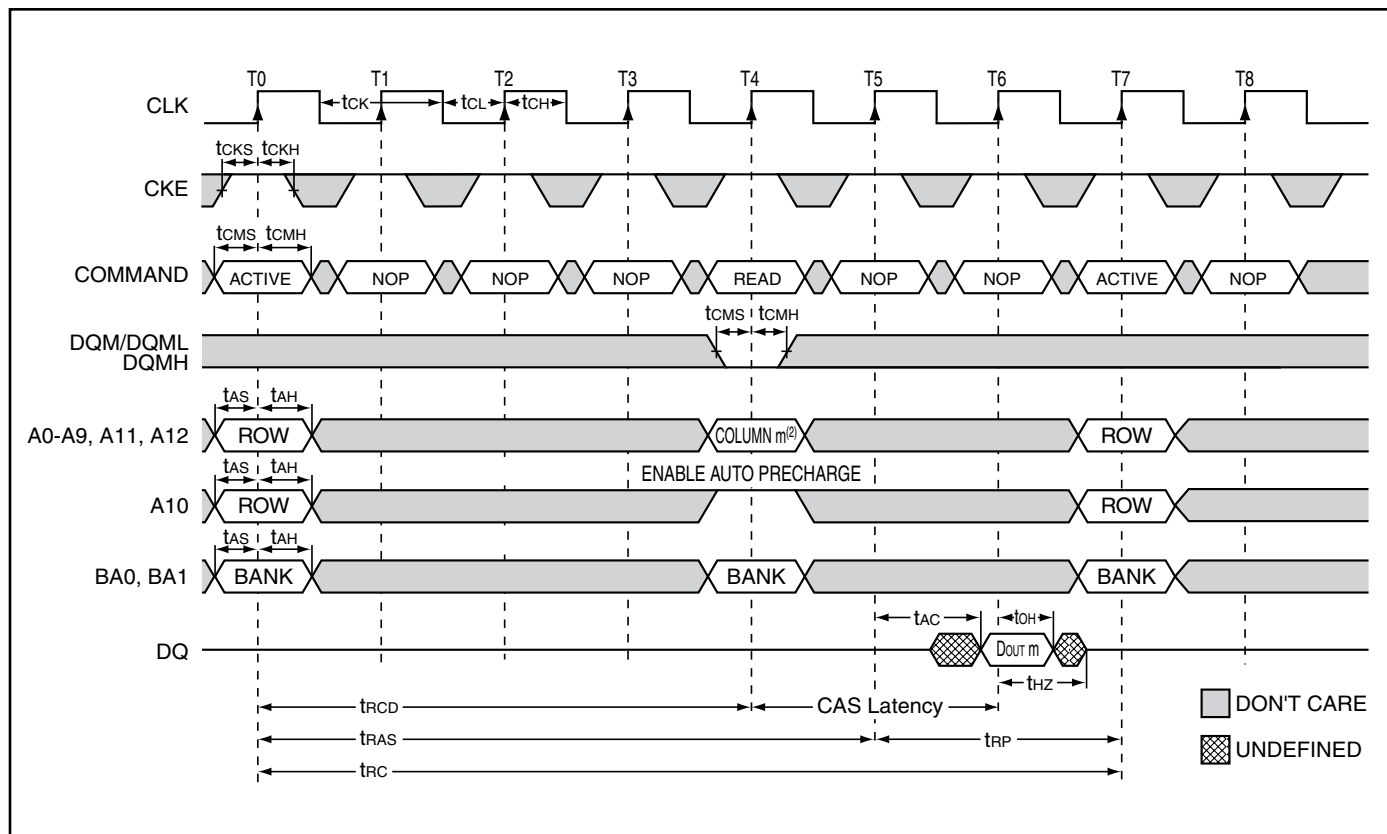 T0 T1 T2 T3 T4 T5 T6 T7 T8
CLK tCK tCL tCH
tCKS tCKH
CKE
tCMS tCMH
COMMAND ACTIVE NOP NOP NOP READ NOP NOP ACTIVE NOP
tCMS tCMH
DQM/DQML
DQMH
tAS tAH
A0-A9, A11, A12 ROW COLUMN m(2) ROW
tAS tAH ENABLE AUTO PRECHARGE
A10 ROW ROW
tAS tAH
BA0, BA1 BANK BANK BANK
tAC tOH
DQ DOUT m
tHZ
tRCD CAS Latency
DON'T CARE
tRAS tRP
UNDEFINED
tRC